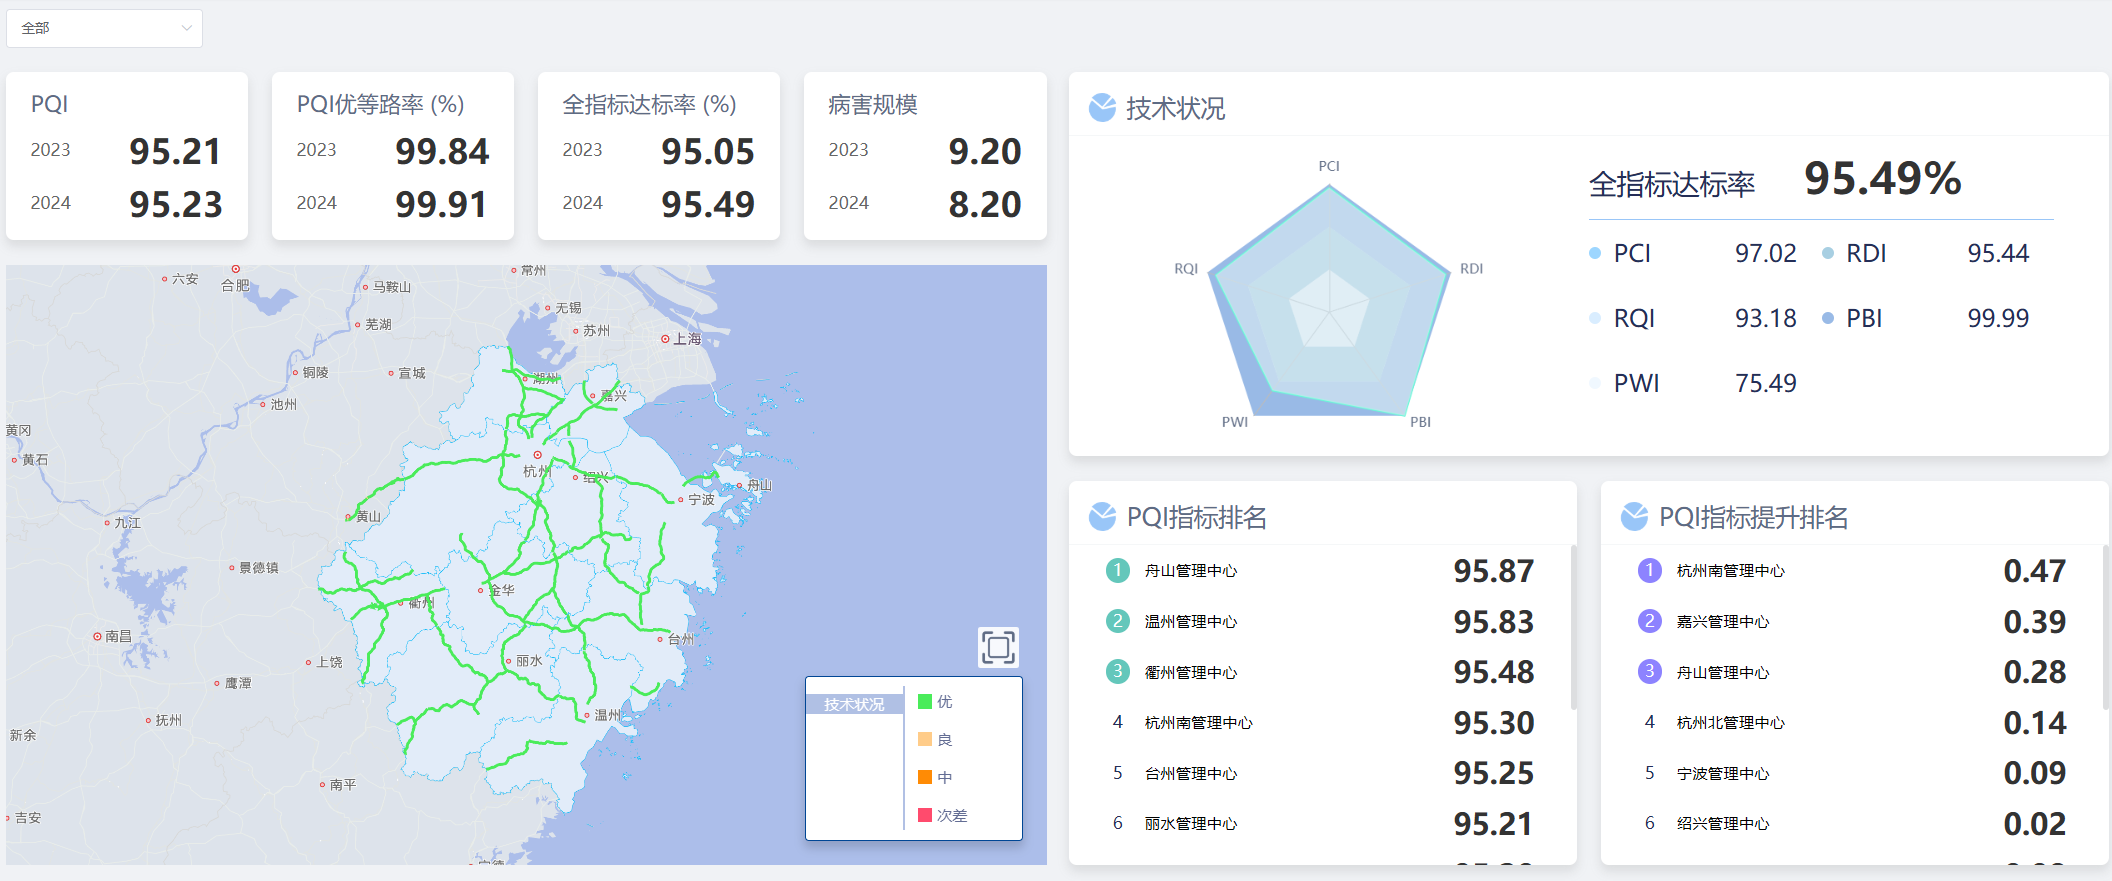 全部
PQI
2023 95.21
2024 95.23
PQI优等路率 (%)
2023 99.84
2024 99.91
全指标达标率 (%)
2023 95.05
2024 95.49
病害规模
2023 9.20
2024 8.20
六安
合肥
常州
马鞍山
无锡
芜湖
苏州
上海
铜陵
宣城
湖州
嘉兴
池州
黄冈
黄石
杭州
绍兴
舟山
宁波
黄山
九江
景德镇
金华
衢州
南昌
台州
上饶
丽水
鹰潭
抚州
温州
新余
南平
吉安
技术状况
优
良
中
次差
技术状况
PCI
RDI
PBI
PWI
RQI
全指标达标率 95.49%
PCI 97.02 RDI 95.44
RQI 93.18 PBI 99.99
PWI 75.49
PQI指标排名
1 舟山管理中心 95.87
2 温州管理中心 95.83
3 衢州管理中心 95.48
4 杭州南管理中心 95.30
5 台州管理中心 95.25
6 丽水管理中心 95.21
PQI指标提升排名
1 杭州南管理中心 0.47
2 嘉兴管理中心 0.39
3 舟山管理中心 0.28
4 杭州北管理中心 0.14
5 宁波管理中心 0.09
6 绍兴管理中心 0.02